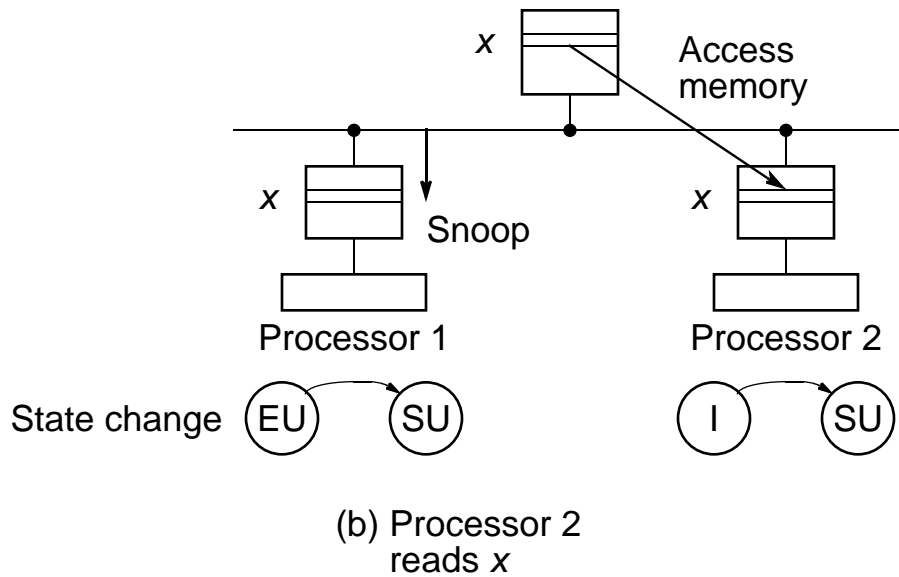 x
Access
memory
x
Snoop
x
Processor 1
Processor 2
State change
EU
SU
I
SU
(b) Processor 2
reads x